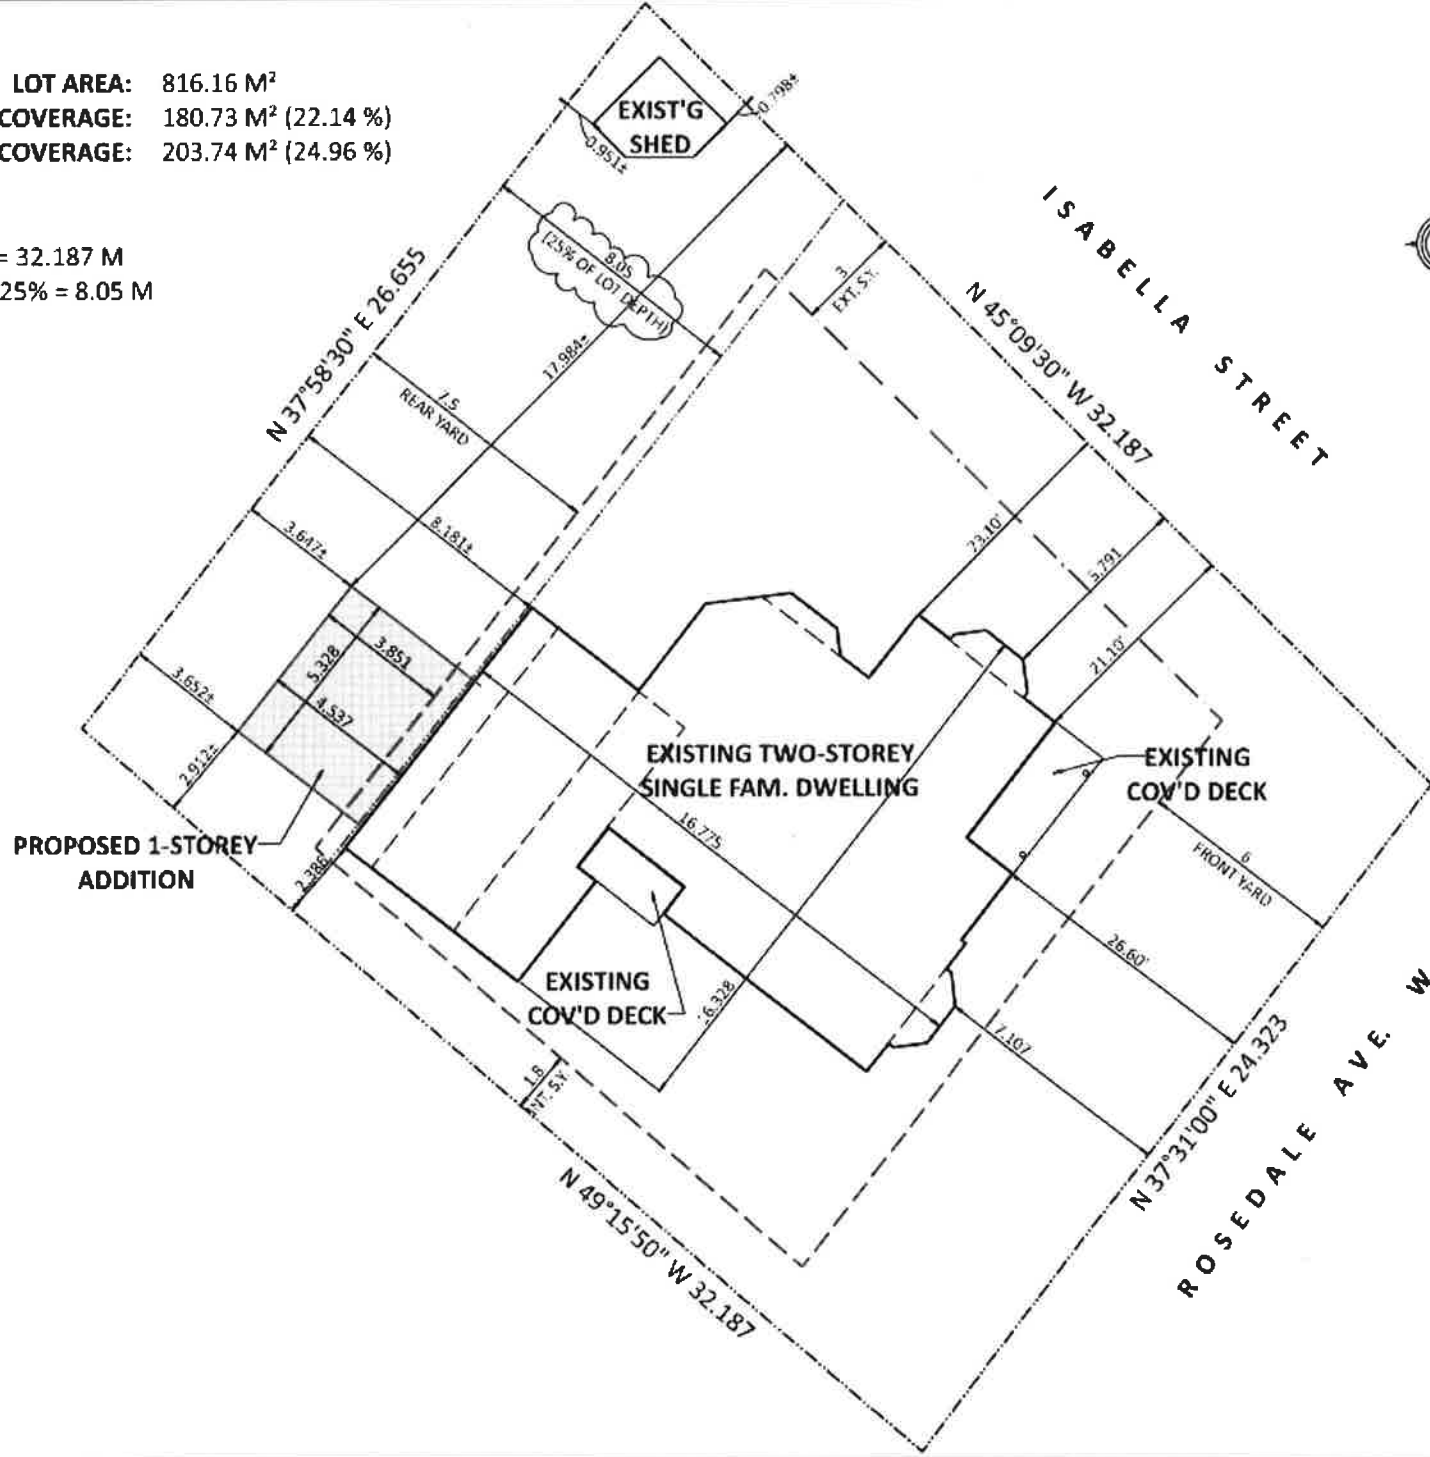 LOT AREA: 816.16 M²
COVERAGE: 180.73 M² (22.14 %)
COVERAGE: 203.74 M² (24.96 %)
= 32.187 M
25% = 8.05 M
EXIST'G
SHED
0.798±
0.951±
8.05
(25% OF LOT DEPTH)
17.984±
N 37°58'30" E 26.655
7.5
REAR YARD
3
EXT. S.Y.
ISABELLA STREET
N 45°09'30" W 32.187
8.181±
3.647±
73.10'
5.791
21.10'
3.652±
2.912±
3.851
5.328
4.537
PROPOSED 1-STOREY
ADDITION
2.386
EXISTING TWO-STOREY
SINGLE FAM. DWELLING
16.775
EXISTING
COV'D DECK
6
FRONT YARD
26.60'
7.107
EXISTING
COV'D DECK
6.328
1.8
INT. S.Y.
N 49°15'50" W 32.187
N 37°31'00" E 24.323
ROSEDALE AVE. W